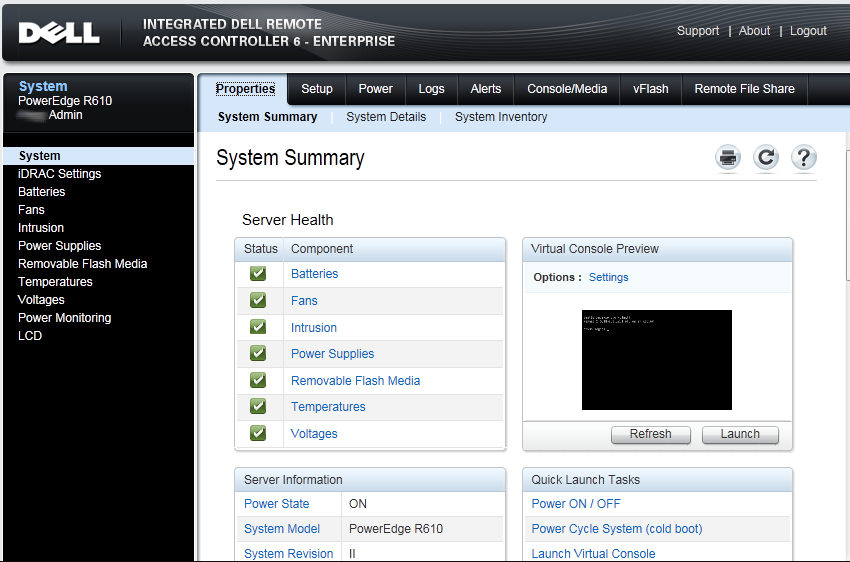 DELL
INTEGRATED DELL REMOTE
ACCESS CONTROLLER 6 - ENTERPRISE
Support | About | Logout
System
PowerEdge R610
Admin
Properties Setup Power Logs Alerts Console/Media vFlash Remote File Share
System Summary System Details System Inventory
System
iDRAC Settings
Batteries
Fans
Intrusion
Power Supplies
Removable Flash Media
Temperatures
Voltages
Power Monitoring
LCD
System Summary
?
Server Health
Status Component
Batteries
Fans
Intrusion
Power Supplies
Removable Flash Media
Temperatures
Voltages
Virtual Console Preview
Options : Settings
Refresh Launch
Server Information
Power State ON
System Model PowerEdge R610
System Revision II
Quick Launch Tasks
Power ON / OFF
Power Cycle System (cold boot)
Launch Virtual Console